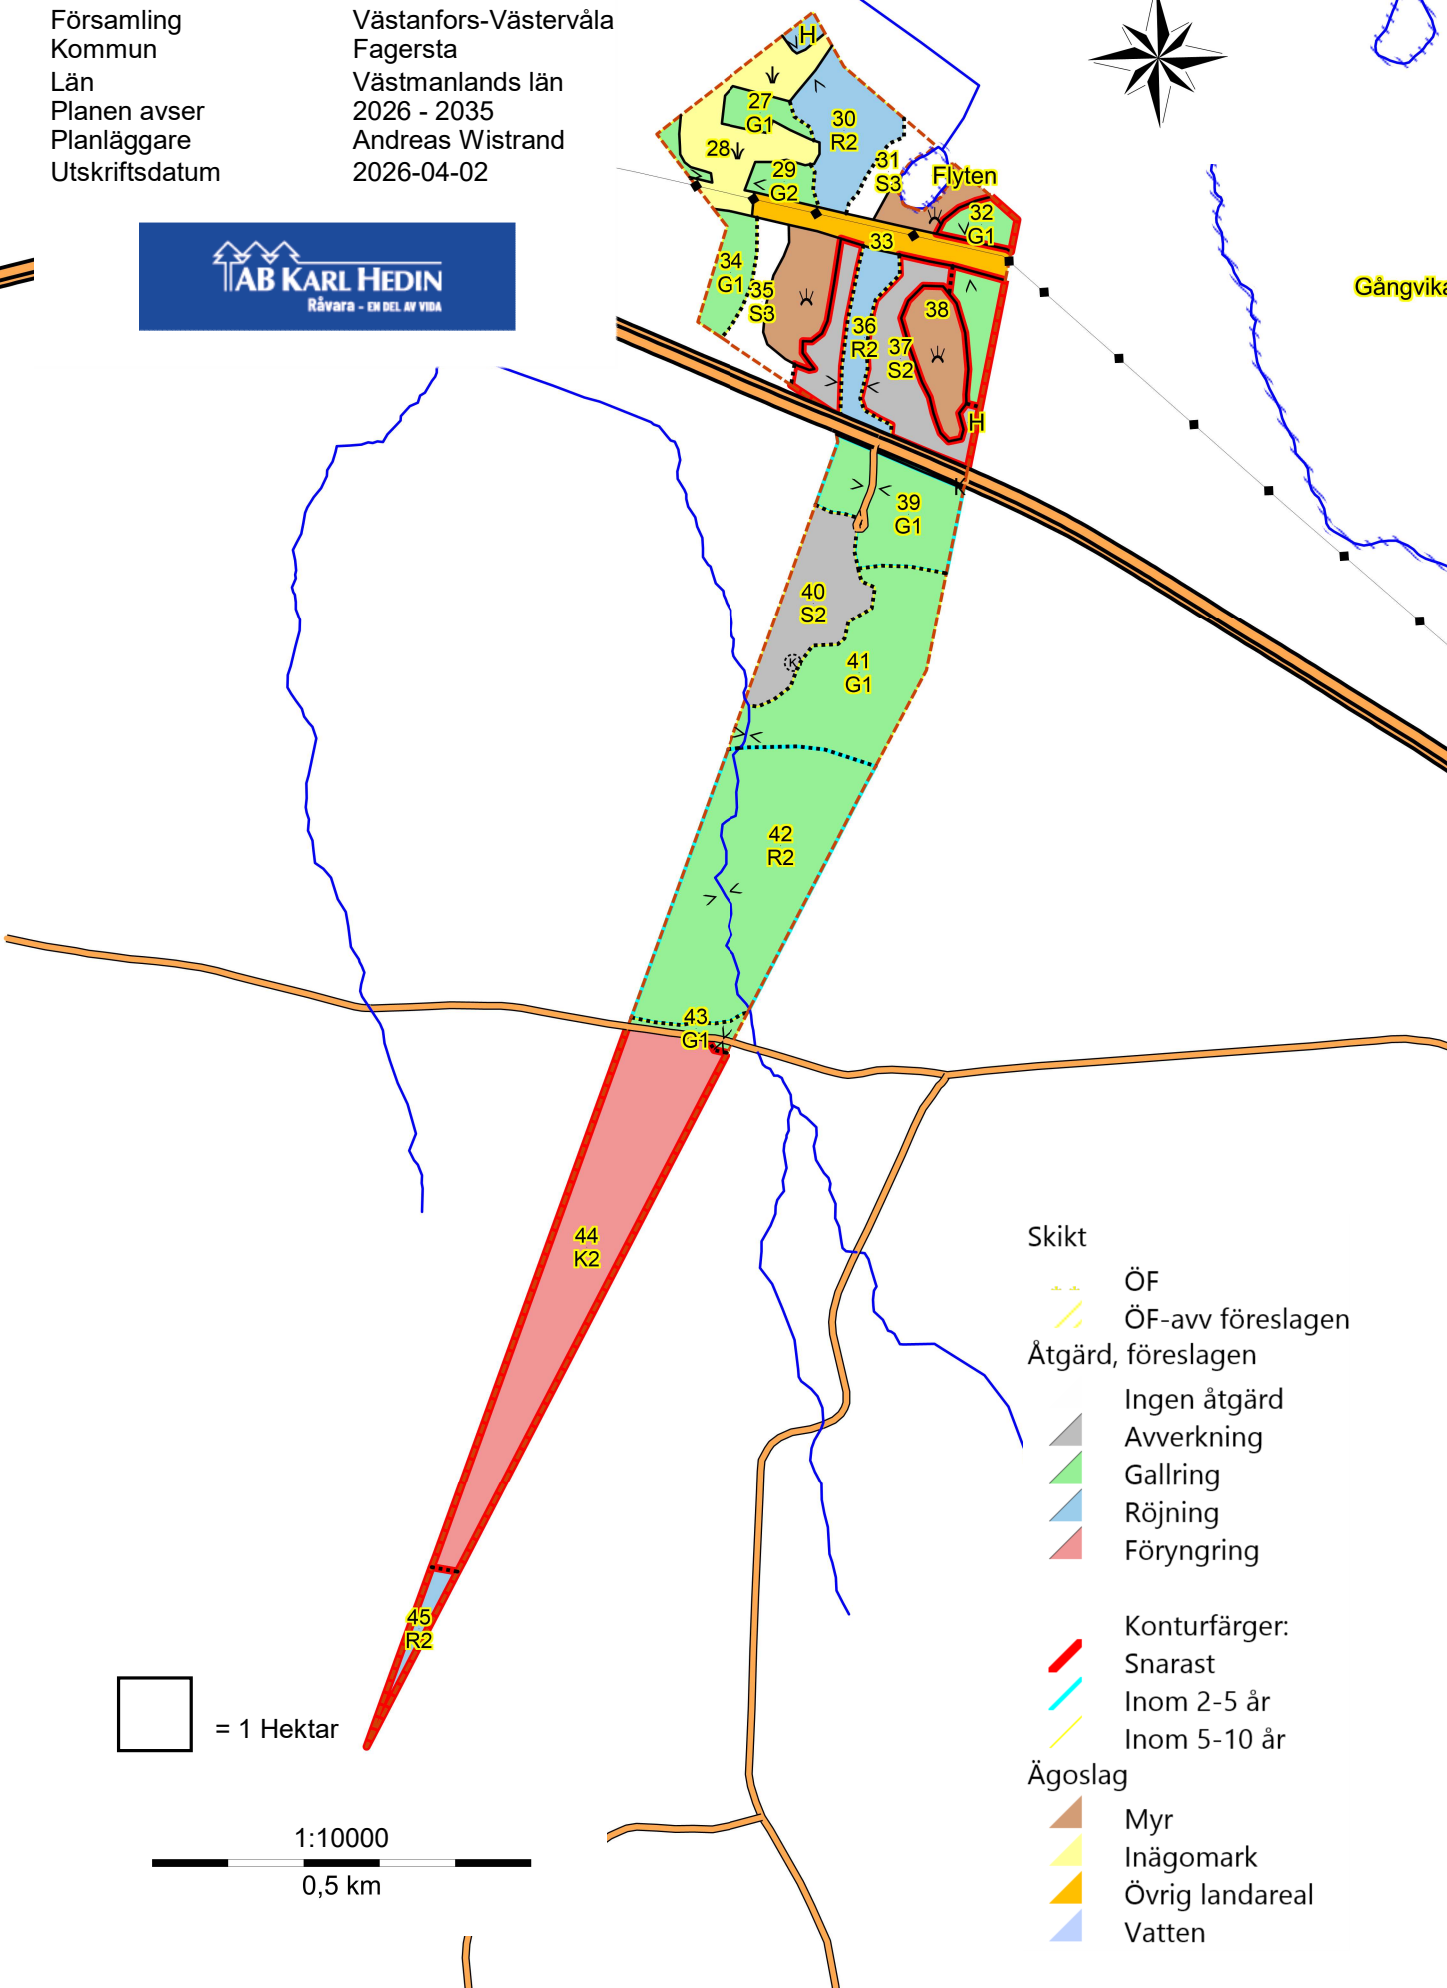 Församling Västanfors-Västervåla
Kommun Fagersta
Län Västmanlands län
Planen avser 2026 - 2035
Planläggare Andreas Wistrand
Utskriftsdatum 2026-04-02
AB KARL HEDIN
Råvara - EN DEL AV VIDA
H
27
G1
30
R2
28
29
G2
31
S3
Flyten
32
G1
33
34
G1
35
S3
36
R2
37
S2
38
H
Gångvika
K
39
G1
40
S2
K
41
G1
42
R2
43
G1
K
44
K2
45
R2
= 1 Hektar
1:10000
0,5 km
Skikt
ÖF
ÖF-avv föreslagen
Åtgärd, föreslagen
Ingen åtgärd
Avverkning
Gallring
Röjning
Föryngring
Konturfärger:
Snarast
Inom 2-5 år
Inom 5-10 år
Ägoslag
Myr
Inägomark
Övrig landareal
Vatten